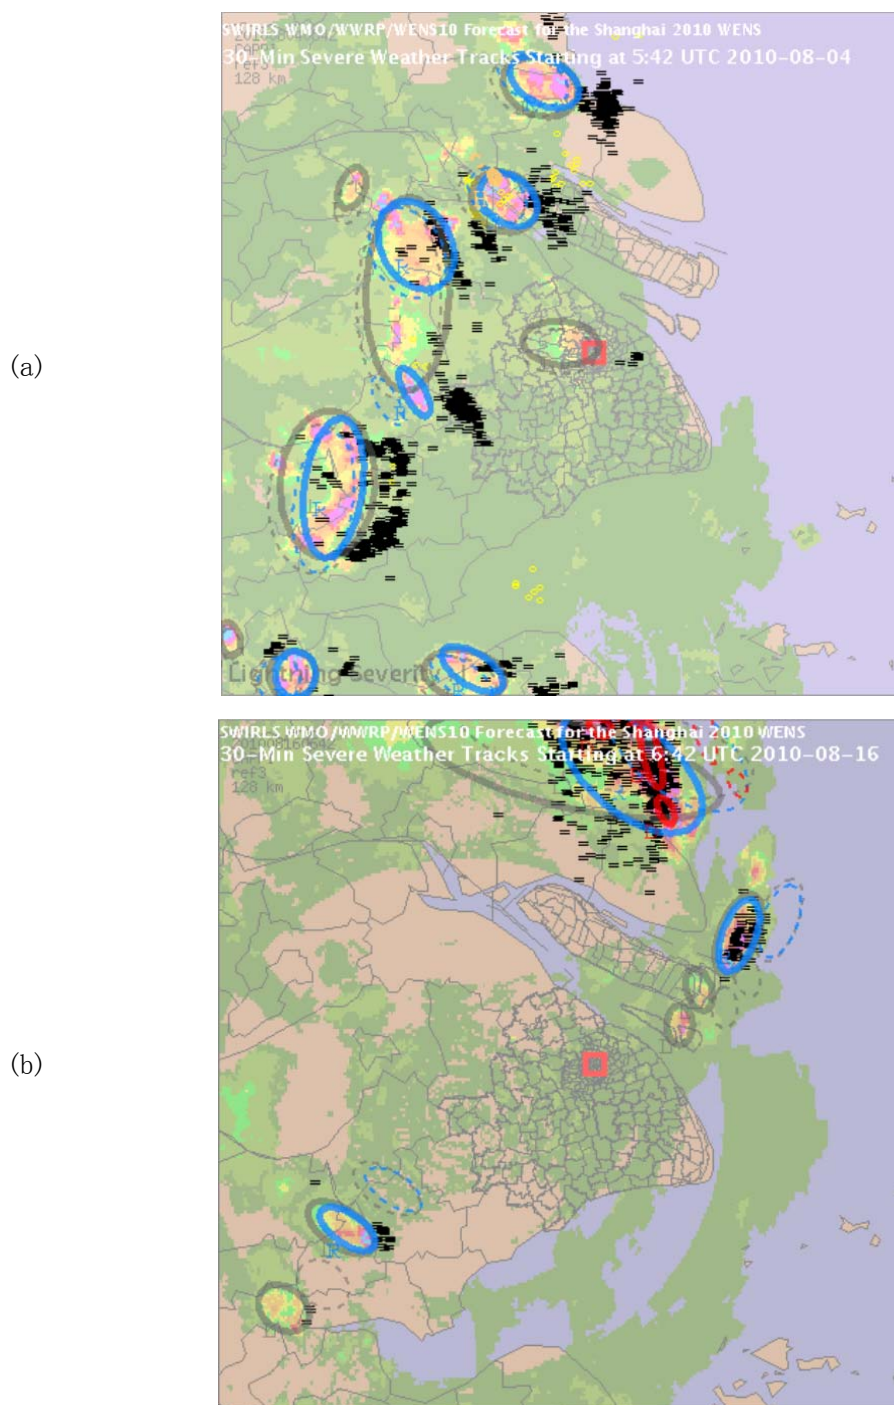 SWIRLS WMO/WWRP/WENS10 Forecast for the Shanghai 2010 WENS
30-Min Severe Weather Tracks Starting at 5:42 UTC 2010-08-04
128 km
(a)
SWIRLS WMO/WWRP/WENS10 Forecast for the Shanghai 2010 WENS
30-Min Severe Weather Tracks Starting at 6:42 UTC 2010-08-16
ref3
128 km
(b)